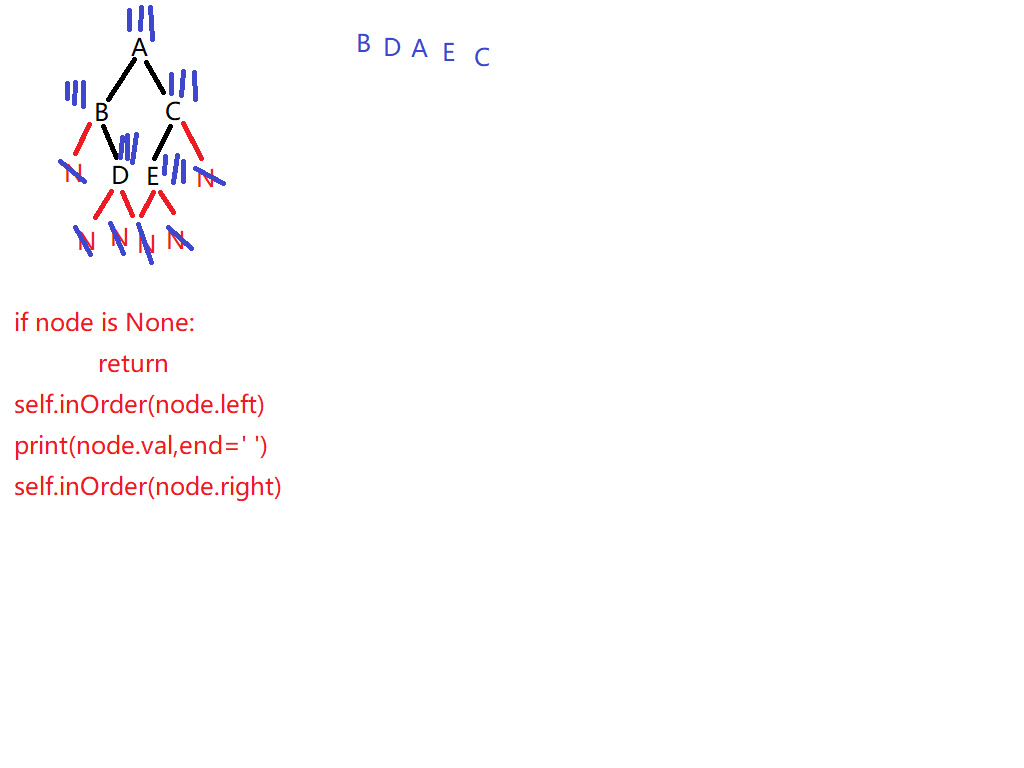 A
B D A E C
B C
N D E N
N N N N
if node is None:
return
self.inOrder(node.left)
print(node.val,end=' ')
self.inOrder(node.right)